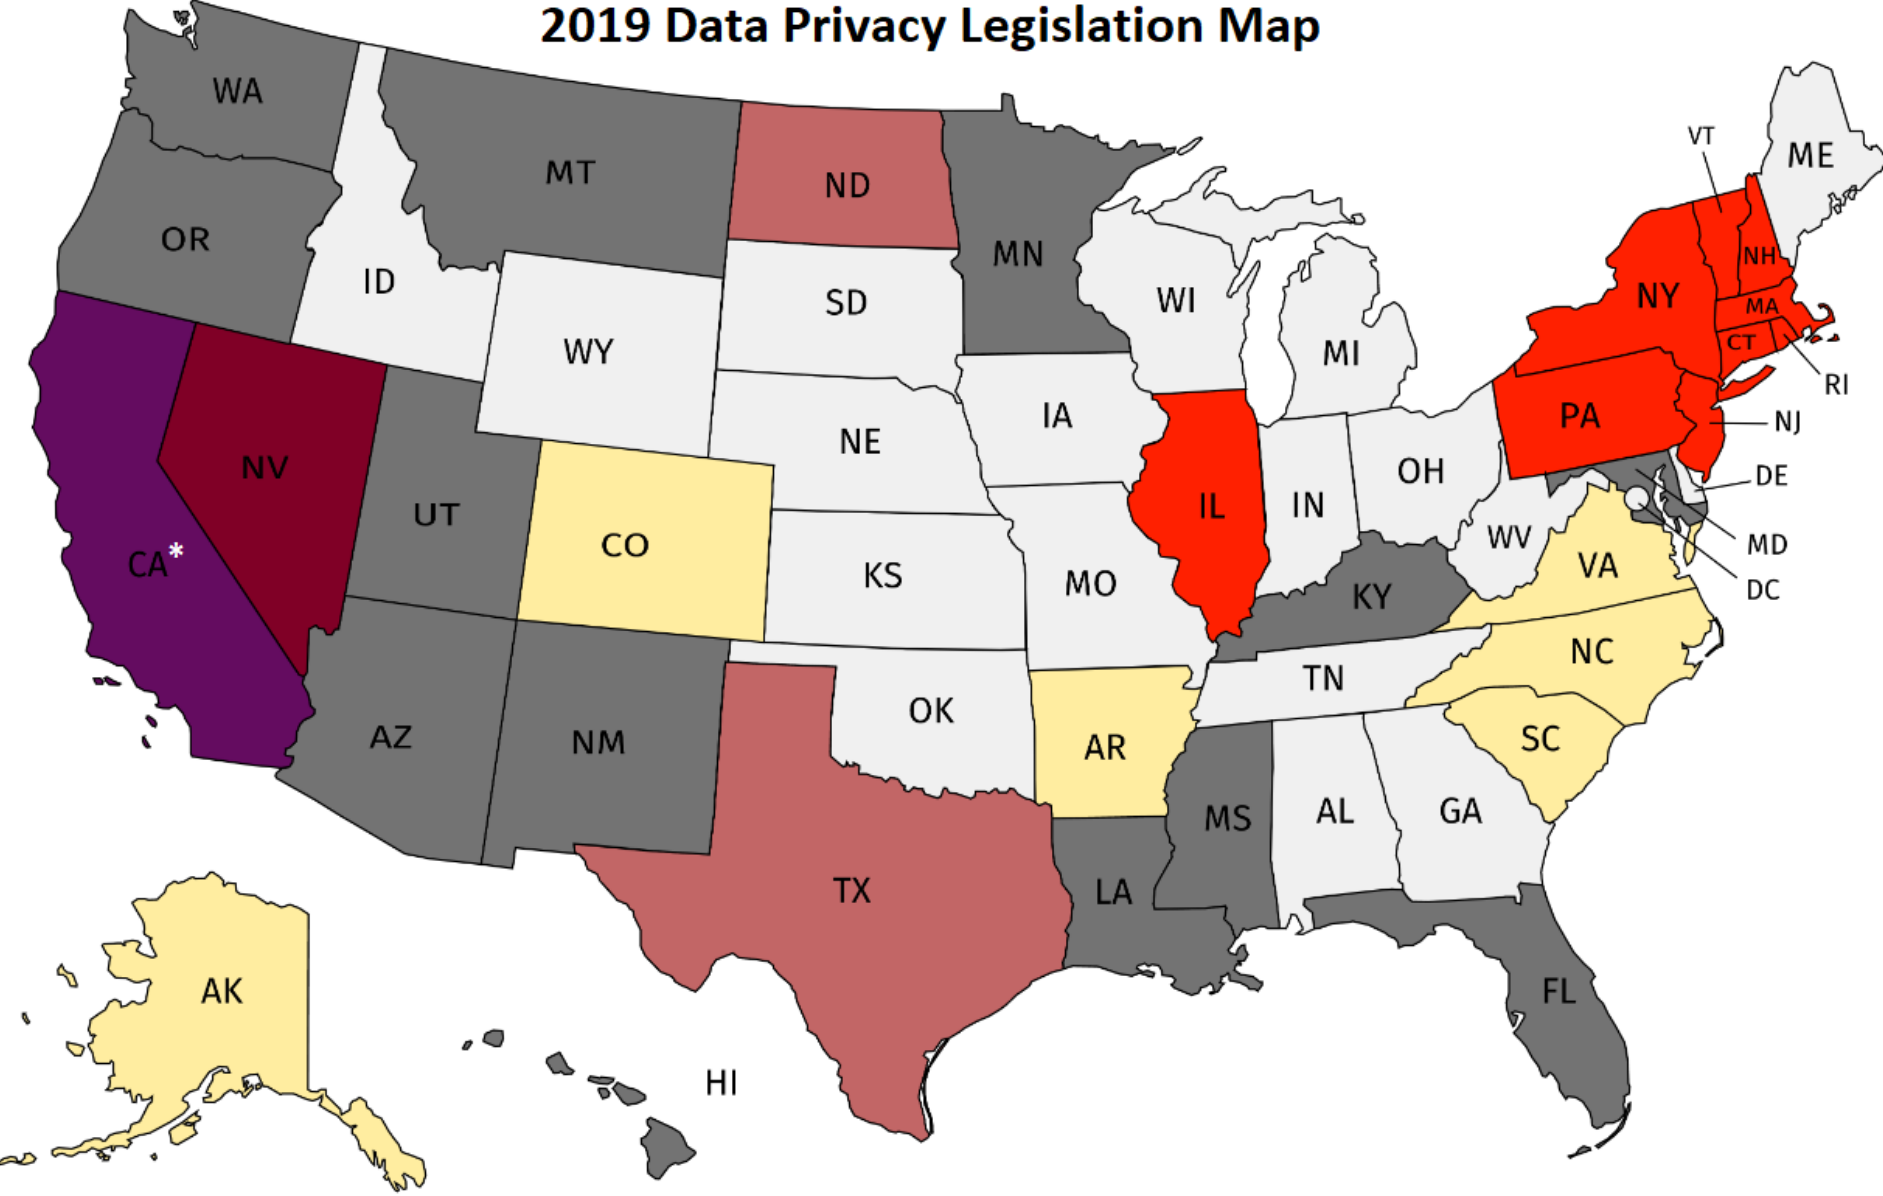 2019 Data Privacy Legislation Map
WA
MT
ND
MN
VT
ME
OR
ID
SD
WI
NH
NY
MA
WY
MI
CT
RI
IA
NE
PA
NJ
NV
UT
CO
IL
IN
OH
DE
CA*
KS
MO
KY
WV
VA
MD
DC
NC
TN
OK
AZ
NM
AR
SC
MS
AL
GA
TX
LA
AK
FL
HI